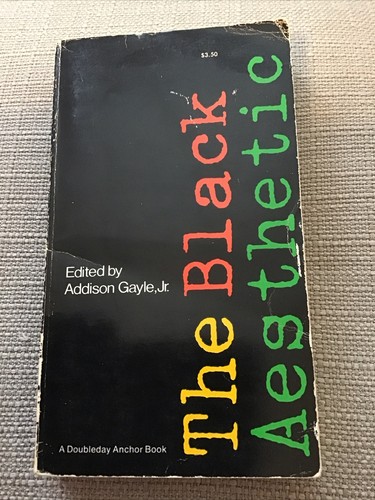 $3.50
The Black
Aesthetic
Edited by
Addison Gayle, Jr.
A Doubleday Anchor Book